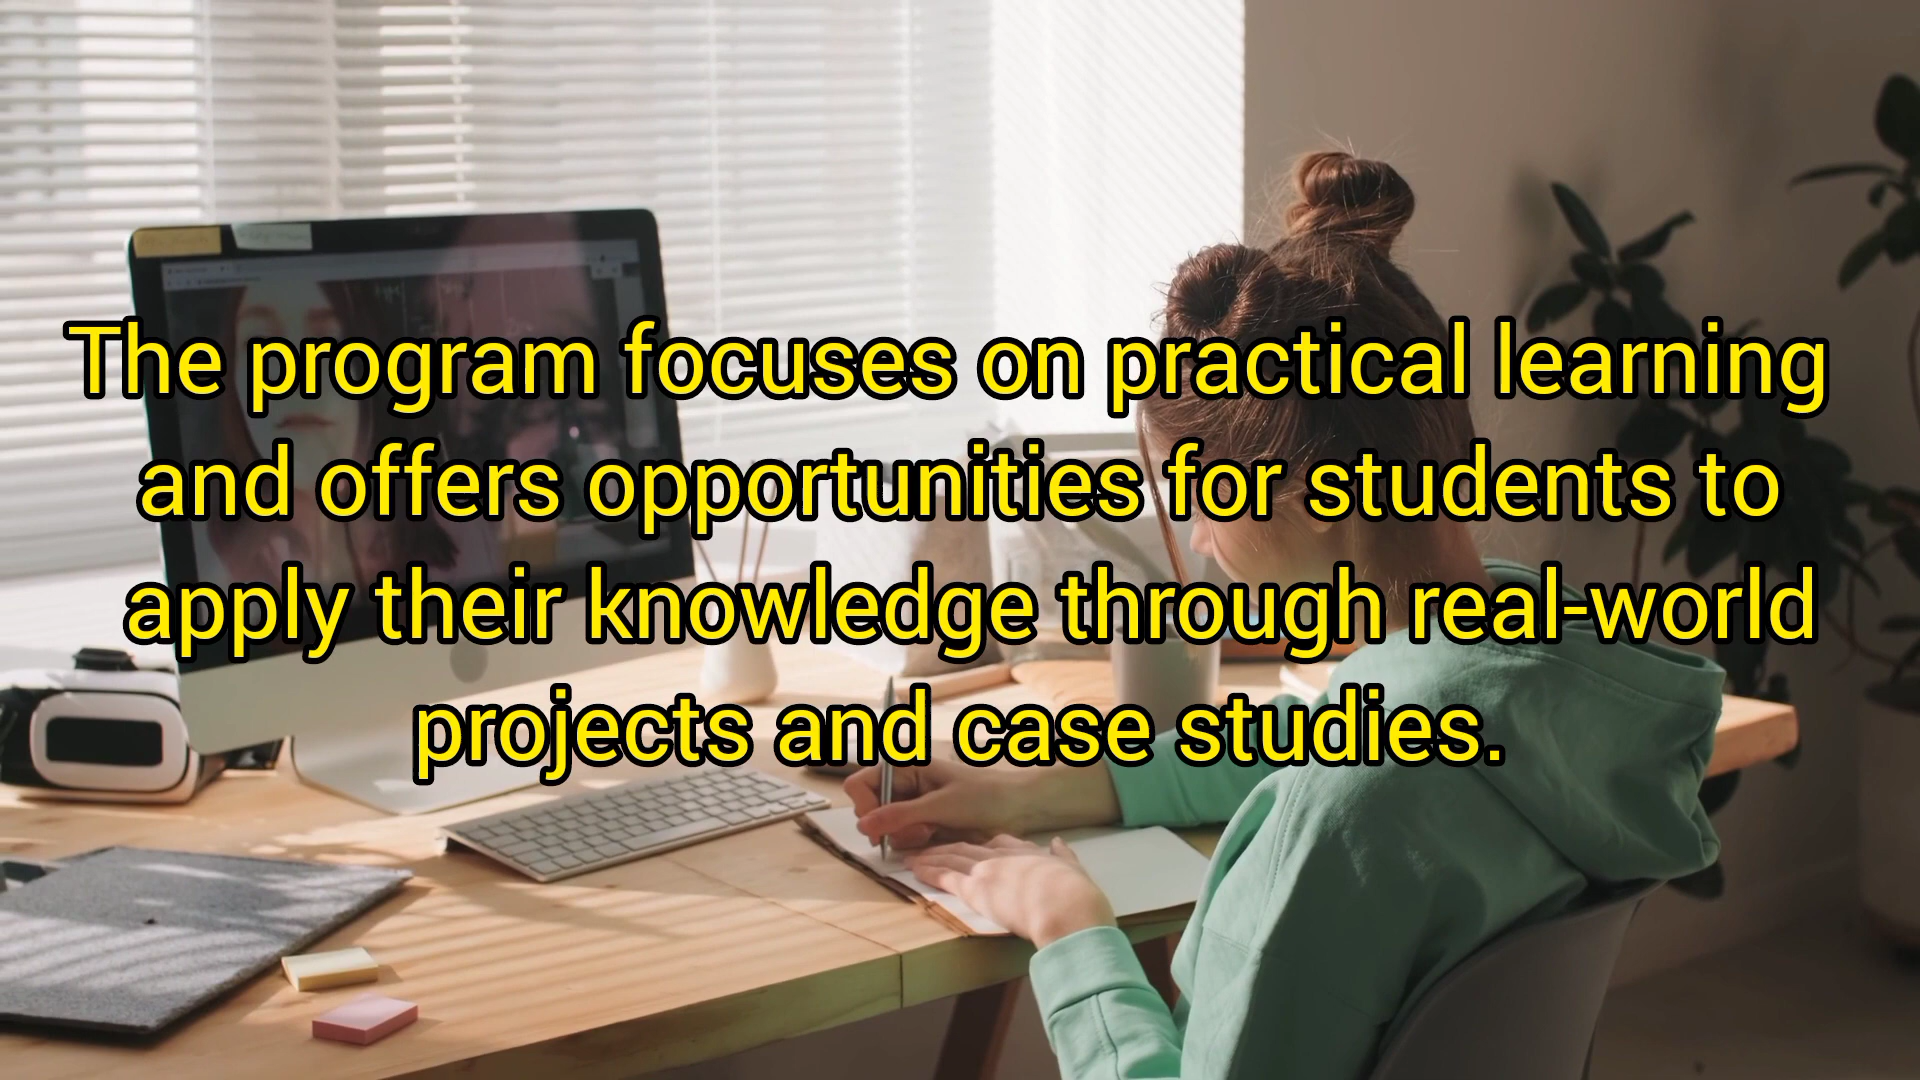 The program focuses on practical learning
and offers opportunities for students to
apply their knowledge through real-world
projects and case studies.